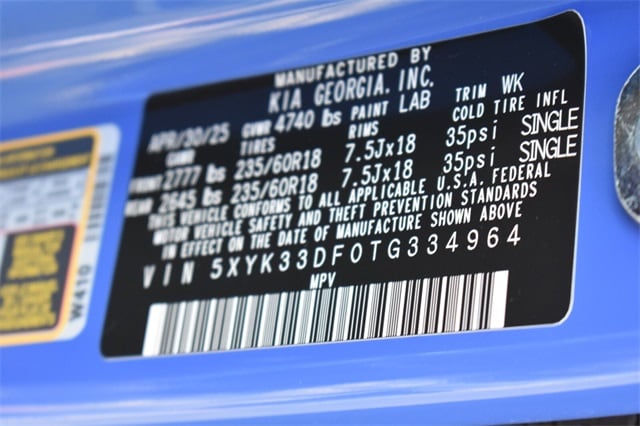 MANUFACTURED BY
KIA GEORGIA, INC.
APR/30/25 GVWR 4740 lbs PAINT LAB TRIM WK
GAWR TIRES RIMS COLD TIRE INFL
FRONT 2777 lbs 235/60R18 7.5Jx18 35psi SINGLE
REAR 2645 lbs 235/60R18 7.5Jx18 35psi SINGLE
THIS VEHICLE CONFORMS TO ALL APPLICABLE U.S.A. FEDERAL
MOTOR VEHICLE SAFETY AND THEFT PREVENTION STANDARDS
IN EFFECT ON THE DATE OF MANUFACTURE SHOWN ABOVE
VIN 5XYK33DF0TG334964
MPV
W410